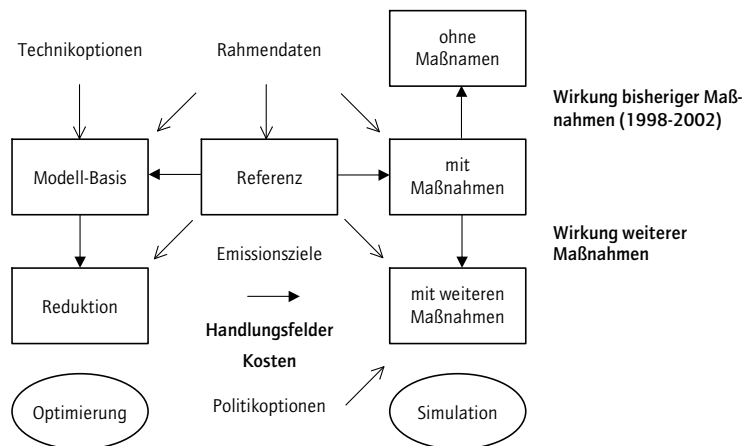 Technikoptionen
Rahmendaten
ohne
Maßnamen
Wirkung bisheriger Maß-
nahmen (1998-2002)
Modell-Basis
Referenz
mit
Maßnahmen
Wirkung weiterer
Maßnahmen
Emissionsziele
Reduktion
mit weiteren
Maßnahmen
Handlungsfelder
Kosten
Politikoptionen
Optimierung
Simulation